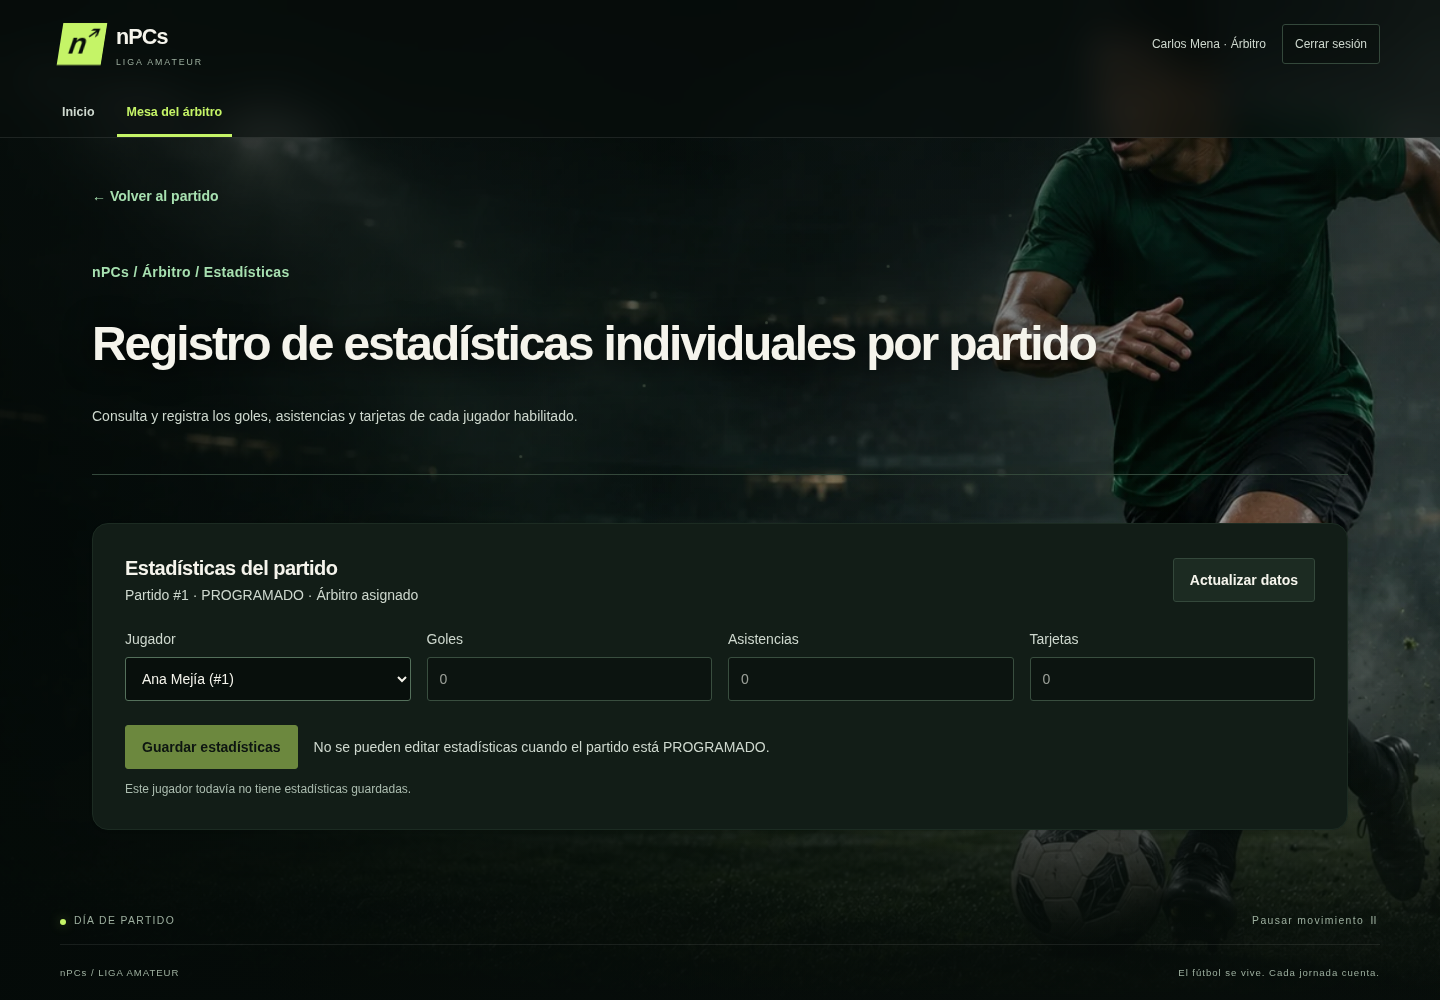 n
nPCs
LIGA AMATEUR
Carlos Mena · Árbitro
Cerrar sesión
Inicio
Mesa del árbitro
← Volver al partido
nPCs / Árbitro / Estadísticas
Registro de estadísticas individuales por partido
Consulta y registra los goles, asistencias y tarjetas de cada jugador habilitado.
Estadísticas del partido
Partido #1 · PROGRAMADO · Árbitro asignado
Actualizar datos
Jugador
Goles
Asistencias
Tarjetas
Ana Mejía (#1)
0
0
0
Guardar estadísticas
No se pueden editar estadísticas cuando el partido está PROGRAMADO.
Este jugador todavía no tiene estadísticas guardadas.
DÍA DE PARTIDO
Pausar movimiento
nPCs / LIGA AMATEUR
El fútbol se vive. Cada jornada cuenta.